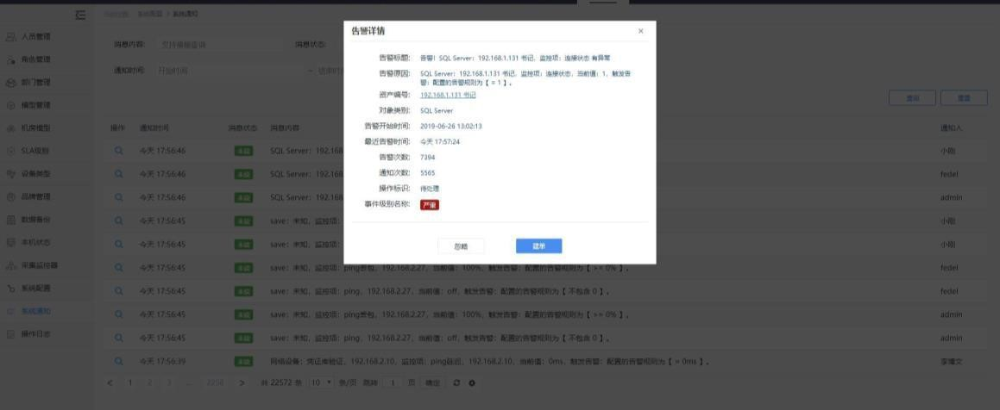 当前位置: 系统配置 > 系统通知
人员管理
角色管理
部门管理
模型管理
机房模型
SLA级别
设备类型
品牌管理
数据备份
本机状态
采集监控器
系统配置
系统通知
操作日志
消息内容: 支持模糊查询 消息状态:
通知时间: 开始时间 ~ 结束时间
查询 重置
操作 通知时间 消息状态 消息内容 通知人
今天 17:56:46 未读 SQL Server: 192.168 小刚
今天 17:56:46 未读 SQL Server: 192.168 fedel
今天 17:56:46 未读 SQL Server: 192.168 admin
今天 17:56:45 未读 save: 未知, 监控项: 小刚
今天 17:56:45 未读 save: 未知, 监控项: 小刚
今天 17:56:45 未读 save: 未知, 监控项: ping丢包, 192.168.2.27, 当前值: 100%, 触发告警: 配置的告警规则为【 >= 0% 】。 fedel
今天 17:56:45 未读 save: 未知, 监控项: ping, 192.168.2.27, 当前值: off, 触发告警: 配置的告警规则为【 不包含 0 】。 fedel
今天 17:56:45 未读 save: 未知, 监控项: ping丢包, 192.168.2.27, 当前值: 100%, 触发告警: 配置的告警规则为【 >= 0% 】。 admin
今天 17:56:45 未读 save: 未知, 监控项: ping, 192.168.2.27, 当前值: off, 触发告警: 配置的告警规则为【 不包含 0 】。 admin
今天 17:56:39 未读 网络设备: 凭证库验证, 192.168.2.10, 监控项: ping延迟, 192.168.2.10, 当前值: 0ms, 触发告警: 配置的告警规则为【 = 0ms 】。 李博文
< 1 2 3 ... 2258 > 共 22572 条 10 条/页 跳转 1 页 确定
告警详情 ×
告警标题: 告警! SQL Server: 192.168.1.131 书记, 监控项: 连接状态 有异常
告警原因: SQL Server: 192.168.1.131 书记, 监控项: 连接状态, 当前值: 1, 触发告
警: 配置的告警规则为【 = 1 】。
资产编号: 192.168.1.131 书记
对象类别: SQL Server
告警开始时间: 2019-06-26 13:02:13
最近告警时间: 今天 17:57:24
告警次数: 7394
通知次数: 5565
操作标识: 待处理
事件级别名称: 严重
忽略 建单